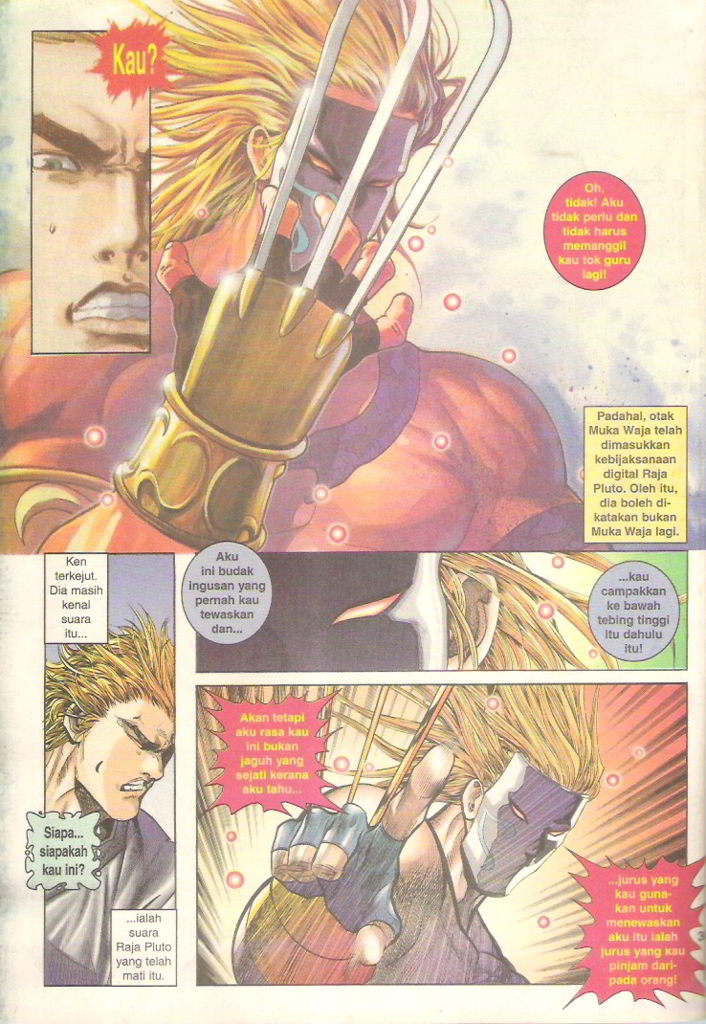 Kau?
Oh,
tidak! Aku
tidak perlu dan
tidak harus
memanggil
kau tok guru
lagi!
Padahal, otak
Muka Waja telah
dimasukkan
kebijaksanaan
digital Raja
Pluto. Oleh itu,
dia boleh di-
katakan bukan
Muka Waja lagi.
Ken
terkejut.
Dia masih
kenal
suara
itu...
Aku
ini budak
ingusan yang
pernah kau
tewaskan
dan...
...kau
campakkan
ke bawah
tebing tinggi
itu dahulu
itu!
Siapa...
siapakah
kau ini?
...ialah
suara
Raja Pluto
yang telah
mati itu.
Akan tetapi
aku rasa kau
ini bukan
jaguh yang
sejati kerana
aku tahu...
...jurus yang
kau guna-
kan untuk
menewaskan
aku itu ialah
jurus yang kau
pinjam dari-
pada orang!
3